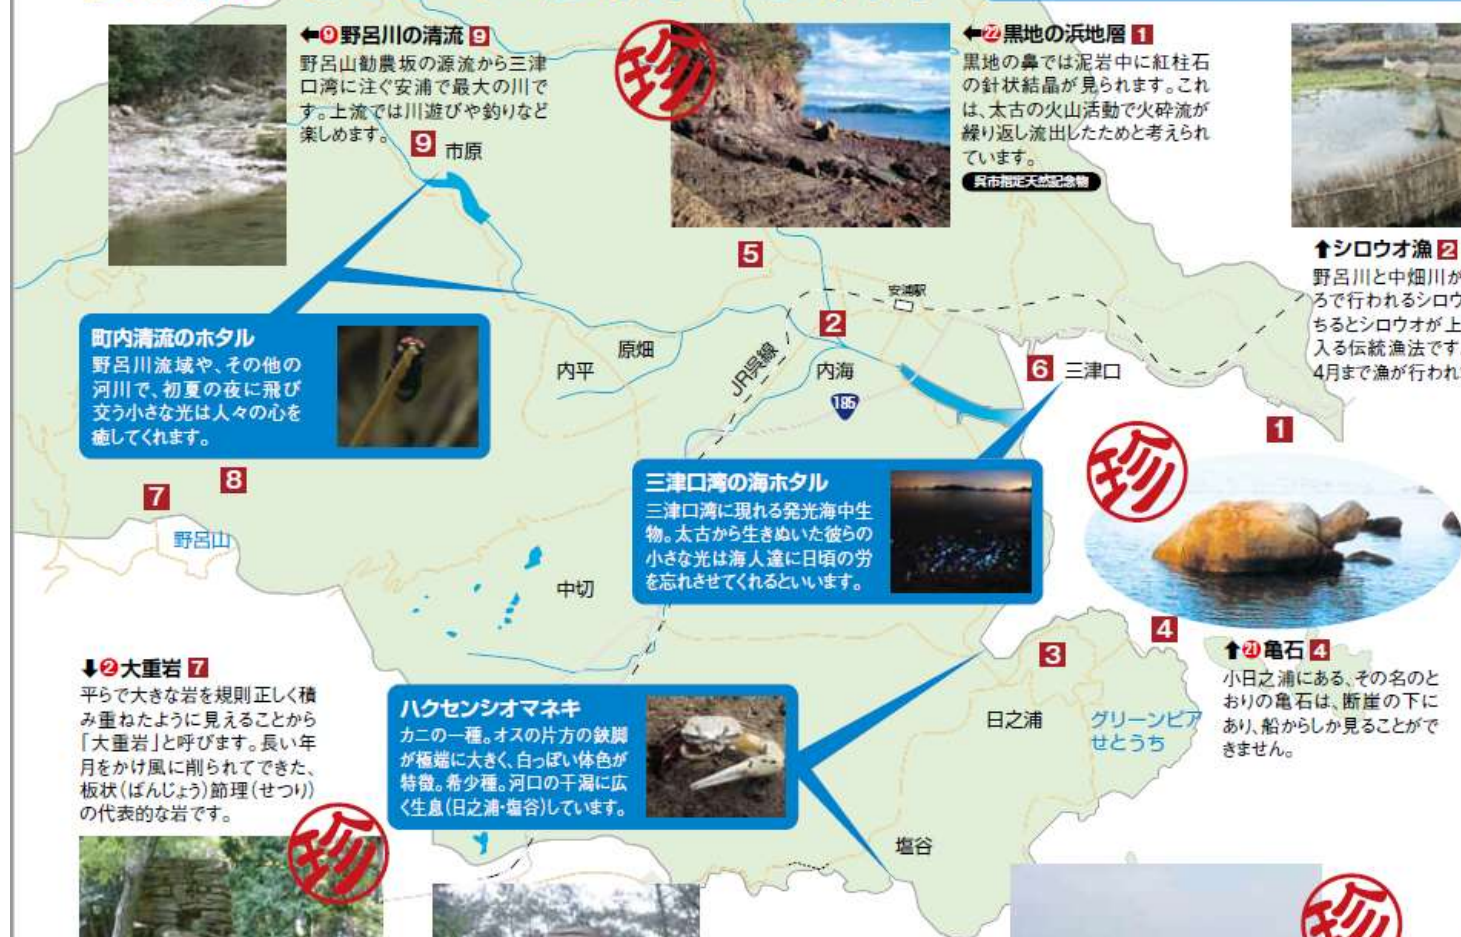 ←⑨野呂川の清流 9
野呂山勧農坂の源流から三津
口湾に注ぐ安浦で最大の川で
す。上流では川遊びや釣りなど
楽しめます。
珍
←㉒黒地の浜地層 1
黒地の鼻では泥岩中に紅柱石
の針状結晶が見られます。これ
は、太古の火山活動で火砕流が
繰り返し流出したためと考えられ
ています。
呉市指定天然記念物
↑シロウオ漁 2
野呂川と中畑川が
ろで行われるシロウ
ちるとシロウオが上
入る伝統漁法です
4月まで漁が行われ
9
市原
5
安浦駅
2
町内清流のホタル
野呂川流域や、その他の
河川で、初夏の夜に飛び
交う小さな光は人々の心を
癒してくれます。
原畑
内平
JR呉線
内海
185
6
三津口
1
8
7
野呂山
三津口湾の海ホタル
三津口湾に現れる発光海中生
物。太古から生きぬいた彼らの
小さな光は海人達に日頃の労
を忘れさせてくれるといいます。
珍
中切
4
3
↑㉑亀石 4
小日之浦にある、その名のと
おりの亀石は、断崖の下に
あり、船からしか見ることがで
きません。
↓②大重岩 7
平らで大きな岩を規則正しく積
み重ねたように見えることから
「大重岩」と呼びます。長い年
月をかけ風に削られてできた、
板状(ばんじょう)節理(せつり)
の代表的な岩です。
珍
ハクセンシオマネキ
カニの一種。オスの片方の鋏脚
が極端に大きく、白っぽい体色が
特徴。希少種。河口の干潟に広
く生息(日之浦・塩谷)しています。
日之浦
グリーンピア
せとうち
塩谷
珍